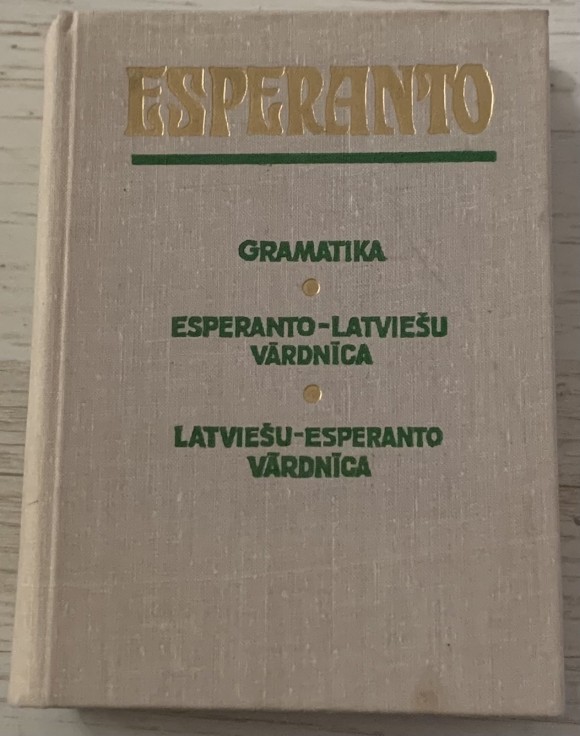 ESPERANTO
GRAMATIKA
ESPERANTO-LATVIEŠU
VĀRDNĪCA
LATVIEŠU-ESPERANTO
VĀRDNĪCA